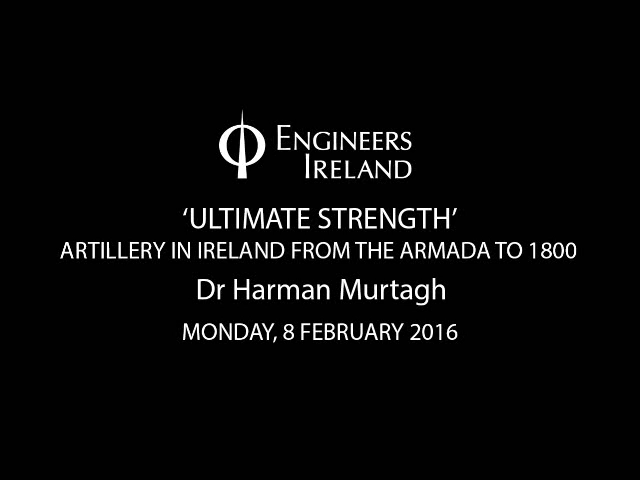 ENGINEERS
IRELAND
‘ULTIMATE STRENGTH’
ARTILLERY IN IRELAND FROM THE ARMADA TO 1800
Dr Harman Murtagh
MONDAY, 8 FEBRUARY 2016